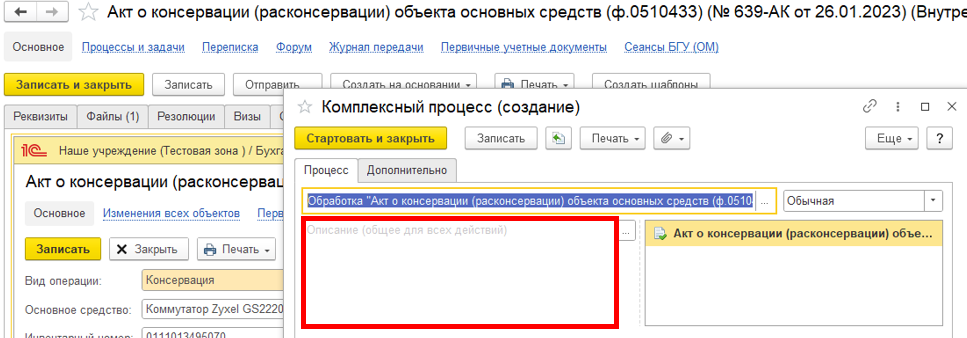 Акт о консервации (расконсервации) объекта основных средств (ф.0510433) (№ 639-АК от 26.01.2023) (Внутре
Основное Процессы и задачи Переписка Форум Журнал передачи Первичные учетные документы Сеансы БГУ (ОМ)
Записать и закрыть Записать Отправить Создать на основании Печать Создать шаблоны
Реквизиты Файлы (1) Резолюции Визы
1С Наше учреждение (Тестовая зона ) / Бухга
Акт о консервации (расконсервац
Основное Изменения всех объектов Перв
Записать Закрыть Печать
Вид операции: Консервация
Основное средство: Коммутатор Zyxel GS2220
Инвентарный номер: 0111013495070
Комплексный процесс (создание)
Стартовать и закрыть Записать Печать Еще ?
Процесс Дополнительно
Обработка "Акт о консервации (расконсервации) объекта основных средств (ф.0510 ... Обычная
Описание (общее для всех действий) ...
Акт о консервации (расконсервации) объе...